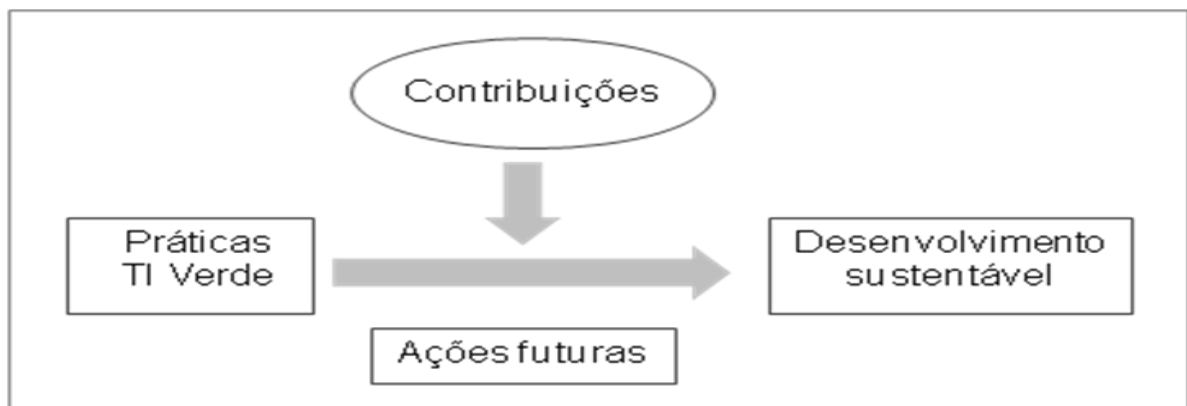 Contribuições
Práticas
TI Verde
Desenvolvimento
sustentável
Ações futuras